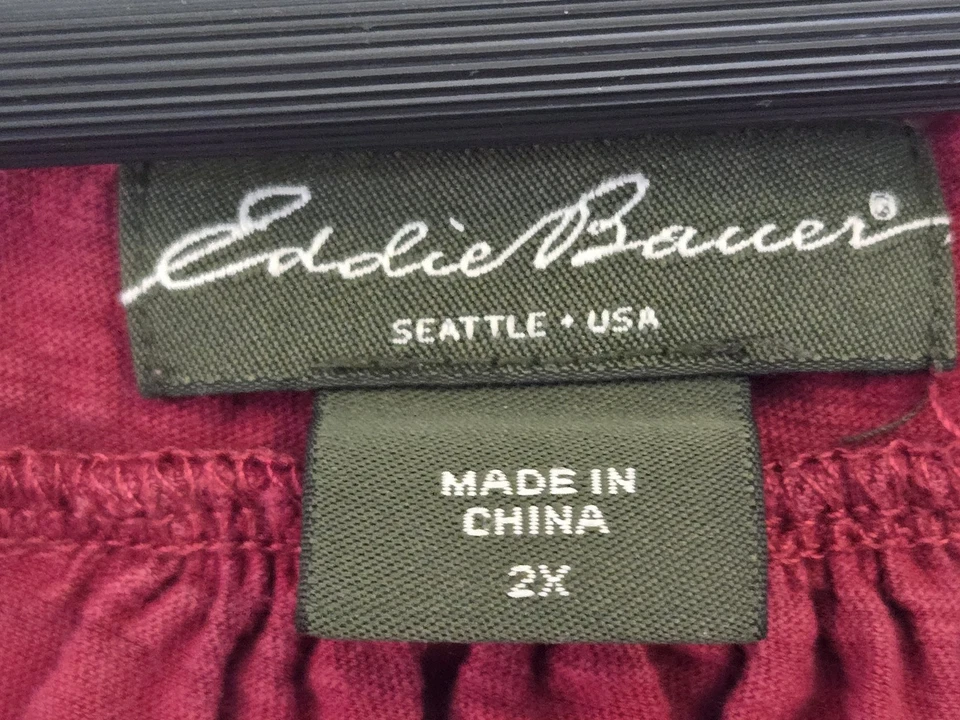 Eddie Bauer®
SEATTLE • USA
MADE IN
CHINA
2X